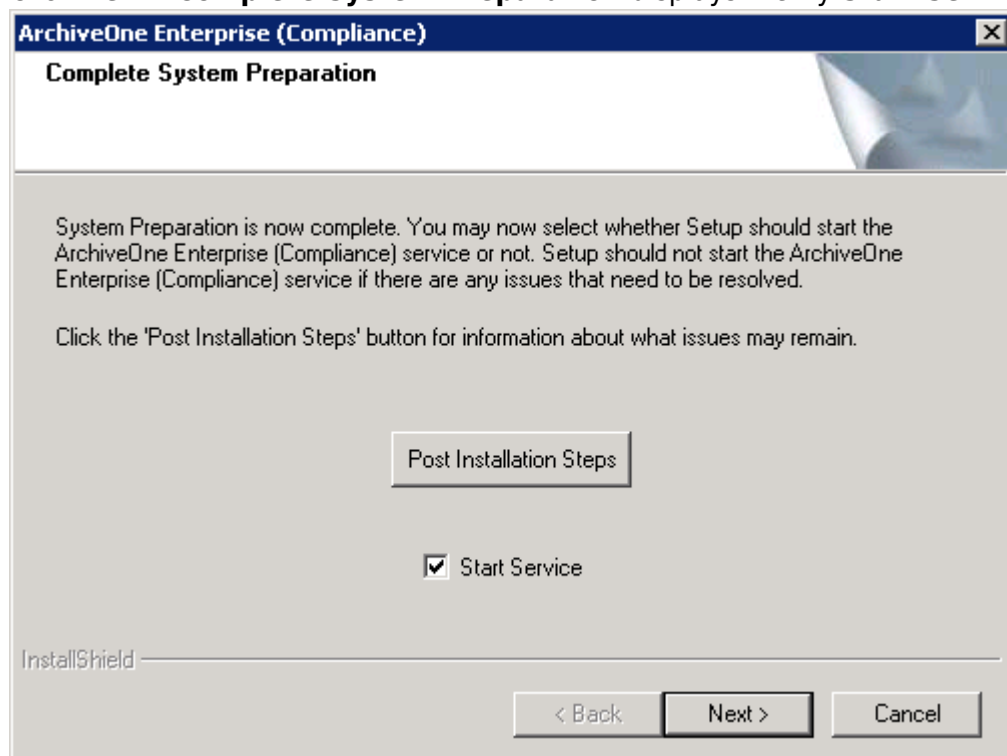 ArchiveOne Enterprise (Compliance)
Complete System Preparation
System Preparation is now complete. You may now select whether Setup should start the
ArchiveOne Enterprise (Compliance) service or not. Setup should not start the ArchiveOne
Enterprise (Compliance) service if there are any issues that need to be resolved.
Click the 'Post Installation Steps' button for information about what issues may remain.
Post Installation Steps
Start Service
InstallShield
< Back
Next >
Cancel